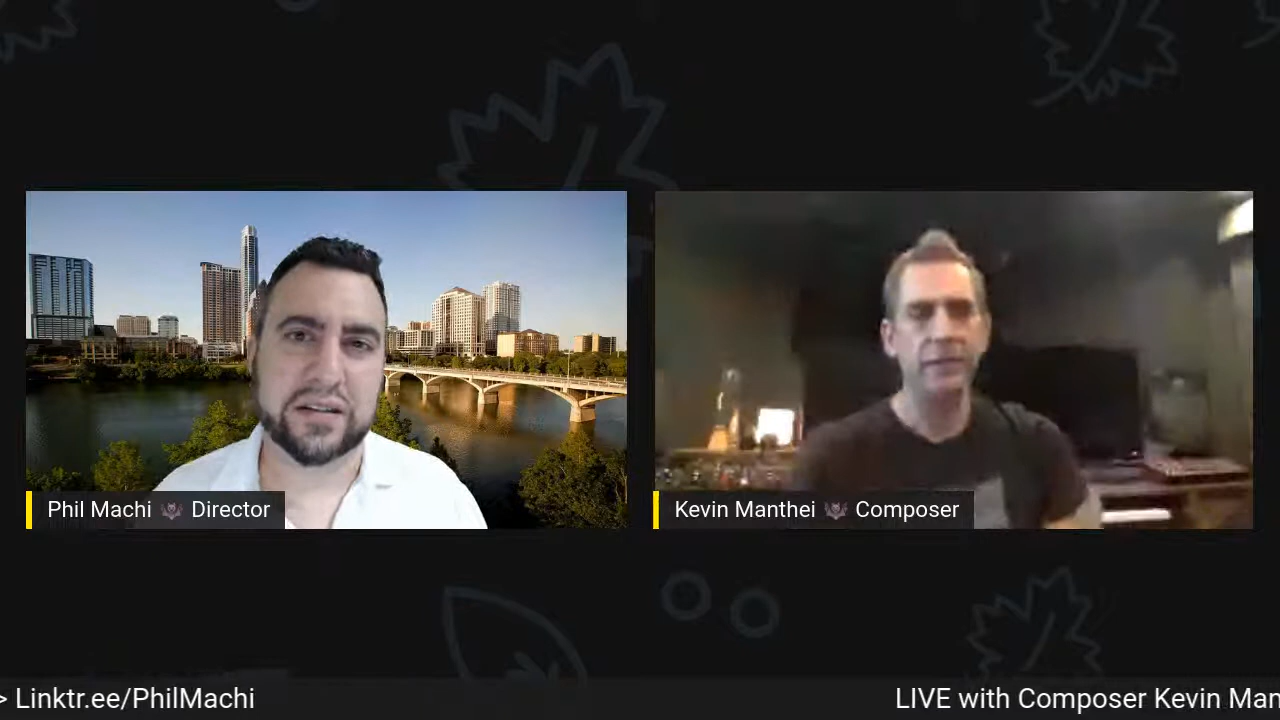 Phil Machi Director
Kevin Manthei Composer
> Linktr.ee/PhilMachi
LIVE with Composer Kevin Man